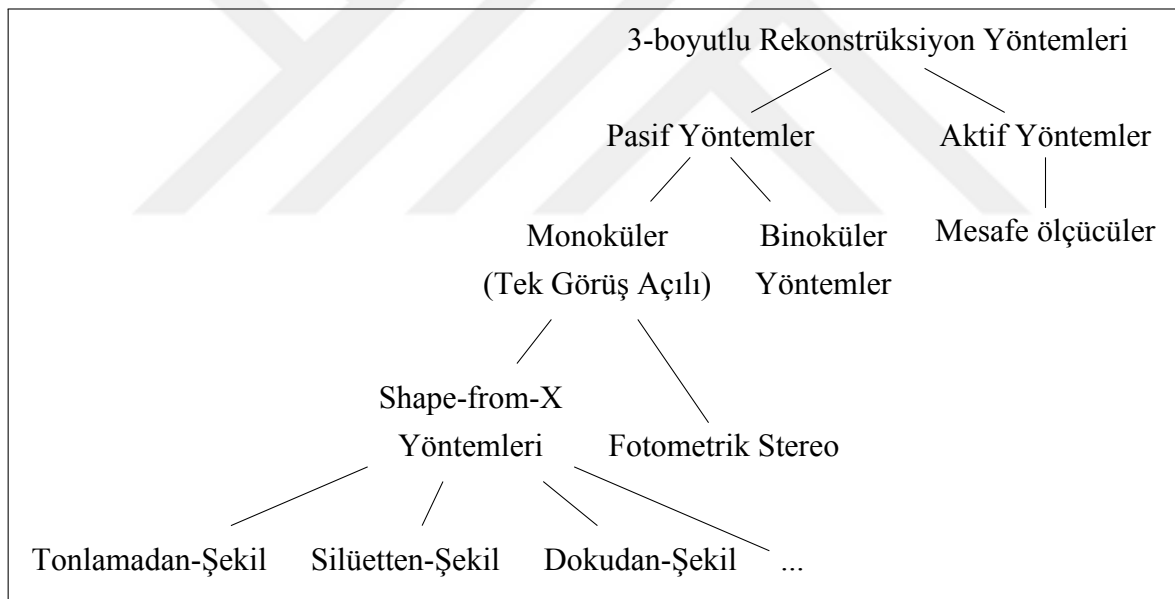 3-boyutlu Rekonstrüksiyon Yöntemleri
Pasif Yöntemler
Aktif Yöntemler
Monoküler
(Tek Görüş Açılı)
Binoküler
Yöntemler
Mesafe ölçücüler
Shape-from-X
Yöntemleri
Fotometrik Stereo
Tonlamadan-Şekil
Silüetten-Şekil
Dokudan-Şekil
...